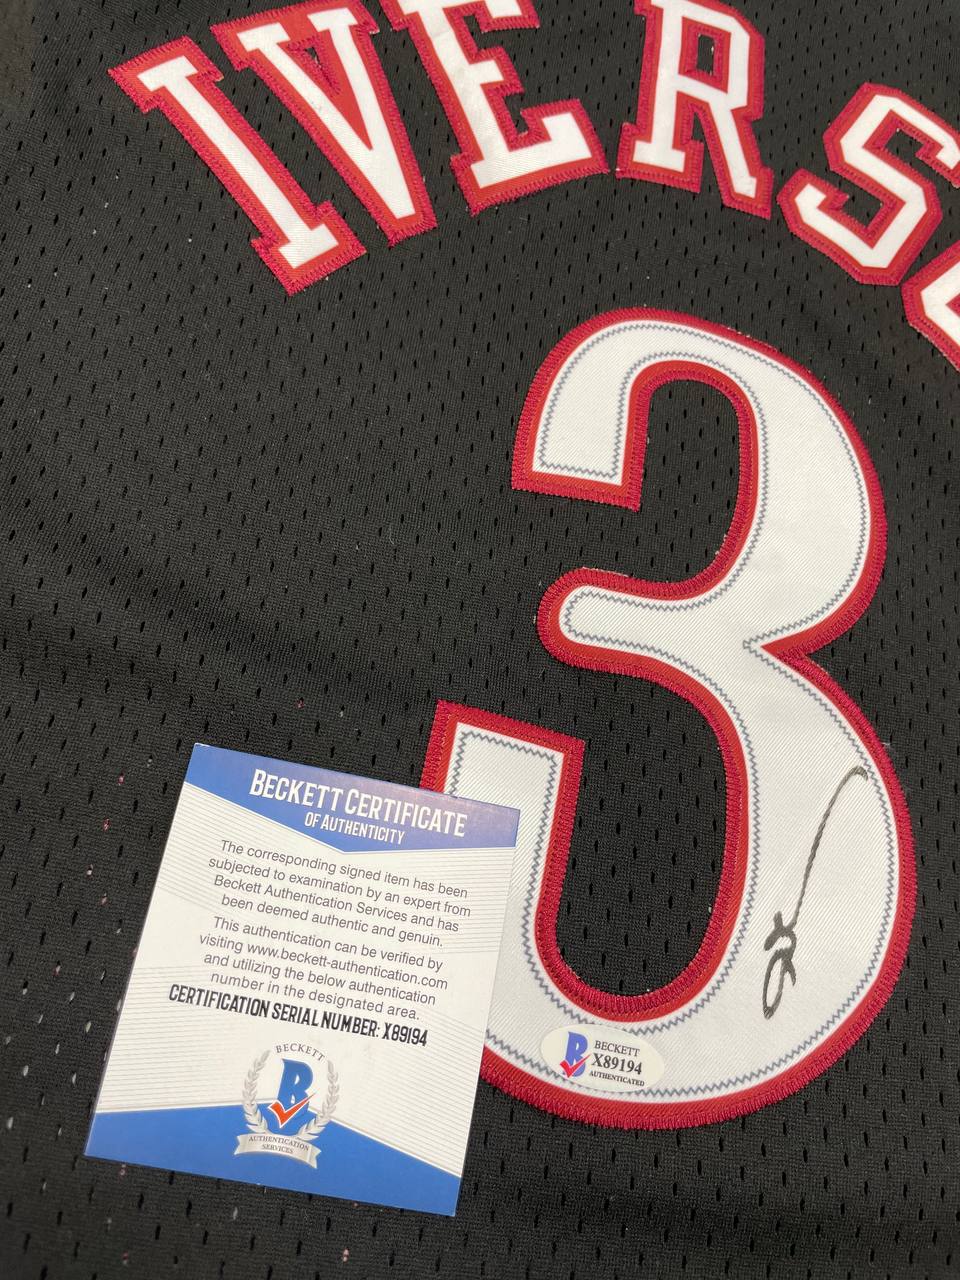 IVERS
3
BECKETT CERTIFICATE
OF AUTHENTICITY
The corresponding signed item has been
subjected to examination by an expert from
Beckett Authentication Services and has
been deemed authentic and genuin.
This authentication can be verified by
visiting www.beckett-authentication.com
and utilizing the below authentication
number in the designated area.
CERTIFICATION SERIAL NUMBER: X89194
BECKETT
B
AUTHENTICATION
SERVICES
B
BECKETT
X89194
AUTHENTICATED